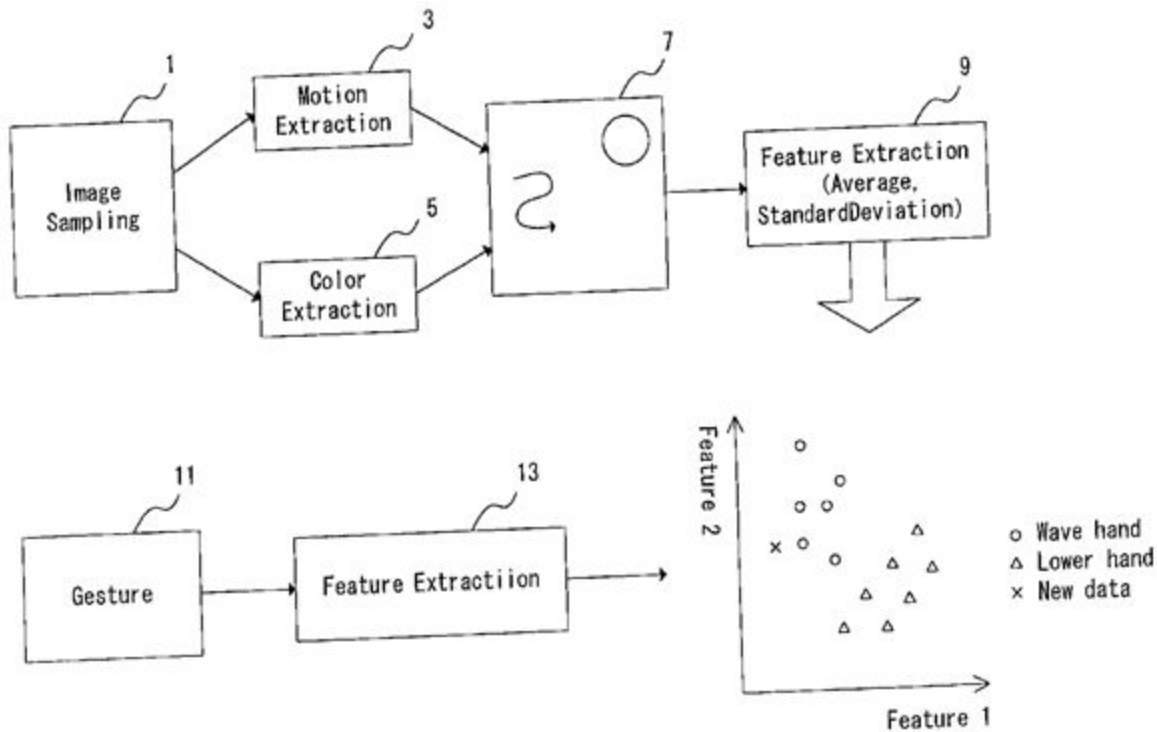 1
3
7
9
Motion
Extraction
Image
Sampling
Feature Extraction
(Average,
StandardDeviation)
5
Color
Extraction
11
13
Gesture
Feature Extractiion
Feature 2
○ Wave hand
△ Lower hand
× New data
Feature 1